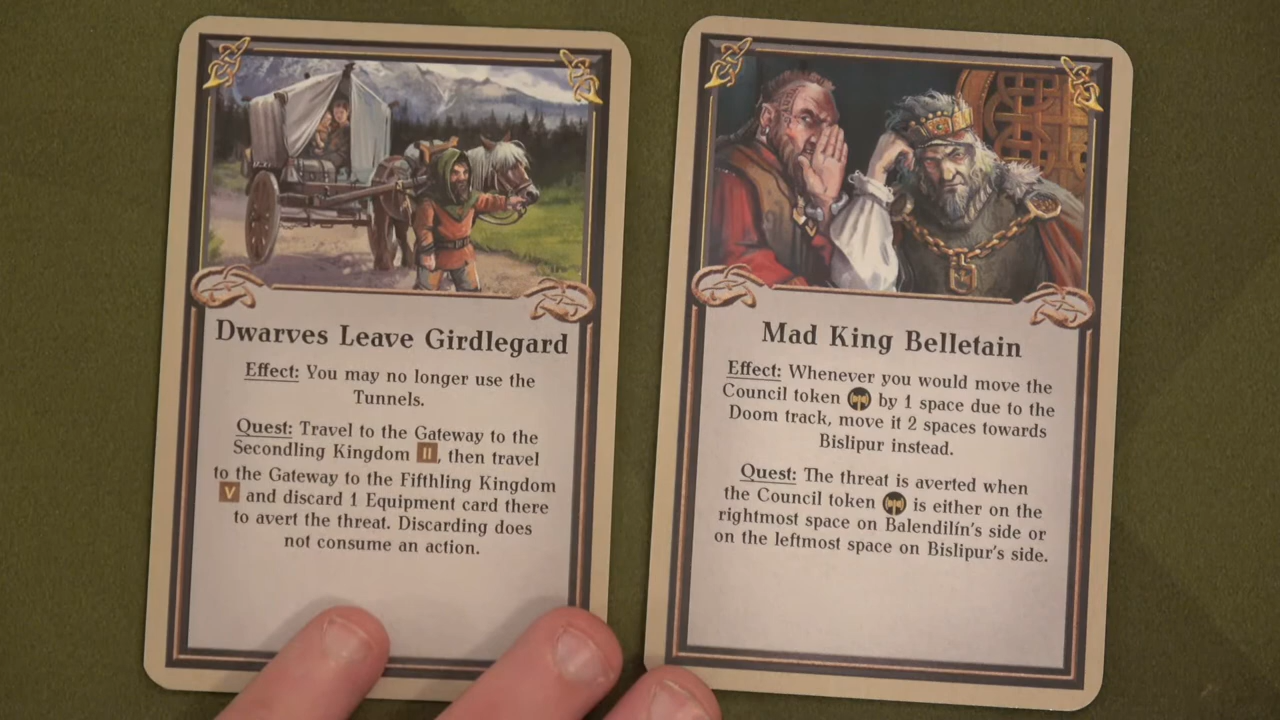 Dwarves Leave Girdlegard
Effect: You may no longer use the
Tunnels.
Quest: Travel to the Gateway to the
Secondling Kingdom II, then travel
to the Gateway to the Fifthling Kingdom
V and discard 1 Equipment card there
to avert the threat. Discarding does
not consume an action.
Mad King Belletain
Effect: Whenever you would move the
Council token by 1 space due to the
Doom track, move it 2 spaces towards
Bislipur instead.
Quest: The threat is averted when
the Council token is either on the
rightmost space on Balendilín's side or
on the leftmost space on Bislipur's side.